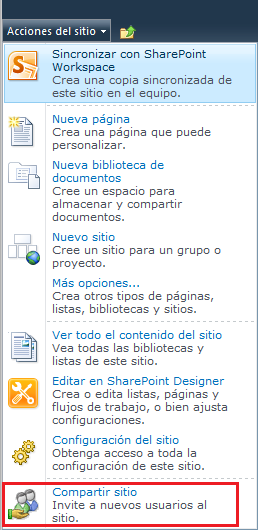 Acciones del sitio
Sincronizar con SharePoint
Workspace
Crea una copia sincronizada de
este sitio en el equipo.
Nueva página
Crea una página que puede
personalizar.
Nueva biblioteca de
documentos
Cree un espacio para
almacenar y compartir
documentos.
Nuevo sitio
Cree un sitio para un grupo o
proyecto.
Más opciones...
Crea otros tipos de páginas,
listas, bibliotecas y sitios.
Ver todo el contenido del sitio
Vea todas las bibliotecas y
listas de este sitio.
Editar en SharePoint Designer
Crea o edita listas, páginas y
flujos de trabajo, o bien ajusta
configuraciones.
Configuración del sitio
Obtenga acceso a toda la
configuración de este sitio.
Compartir sitio
Invite a nuevos usuarios al
sitio.